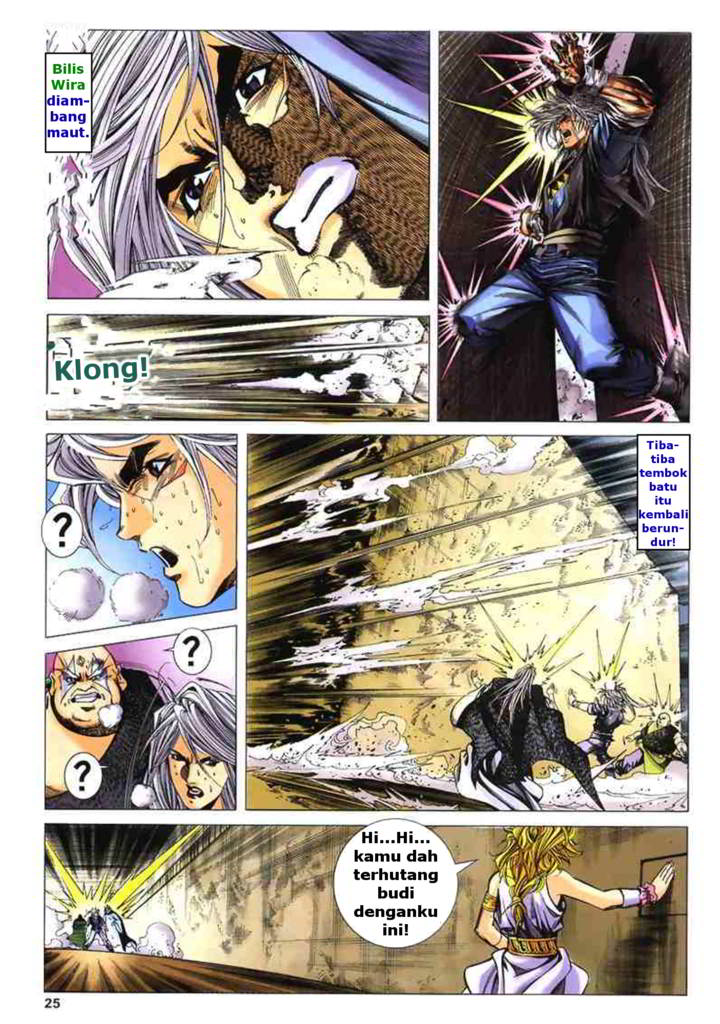 Bilis
Wira
diam-
bang
maut.
Klong!
Tiba-
tiba
tembok
batu
itu
kembali
berun-
dur!
?
?
?
Hi...Hi...
kamu dah
terhutang
budi
denganku
ini!
25